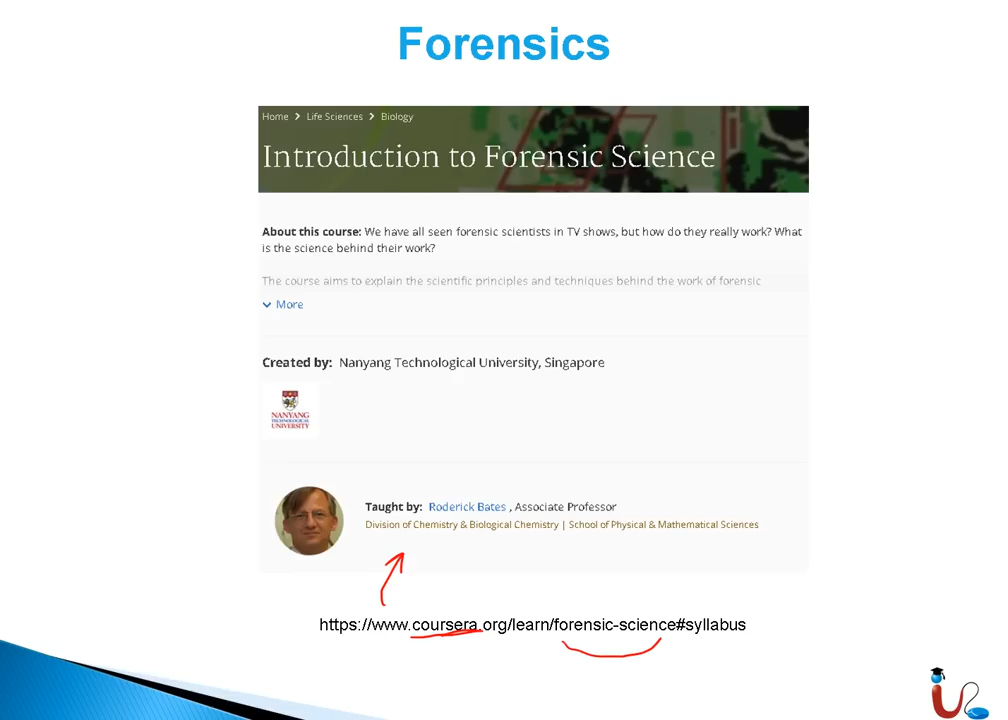 Forensics
Home > Life Sciences > Biology
Introduction to Forensic Science
About this course: We have all seen forensic scientists in TV shows, but how do they really work? What
is the science behind their work?
The course aims to explain the scientific principles and techniques behind the work of forensic
More
Created by: Nanyang Technological University, Singapore
NANYANG
TECHNOLOGICAL
UNIVERSITY
Taught by: Roderick Bates , Associate Professor
Division of Chemistry & Biological Chemistry | School of Physical & Mathematical Sciences
https://www.coursera.org/learn/forensic-science#syllabus